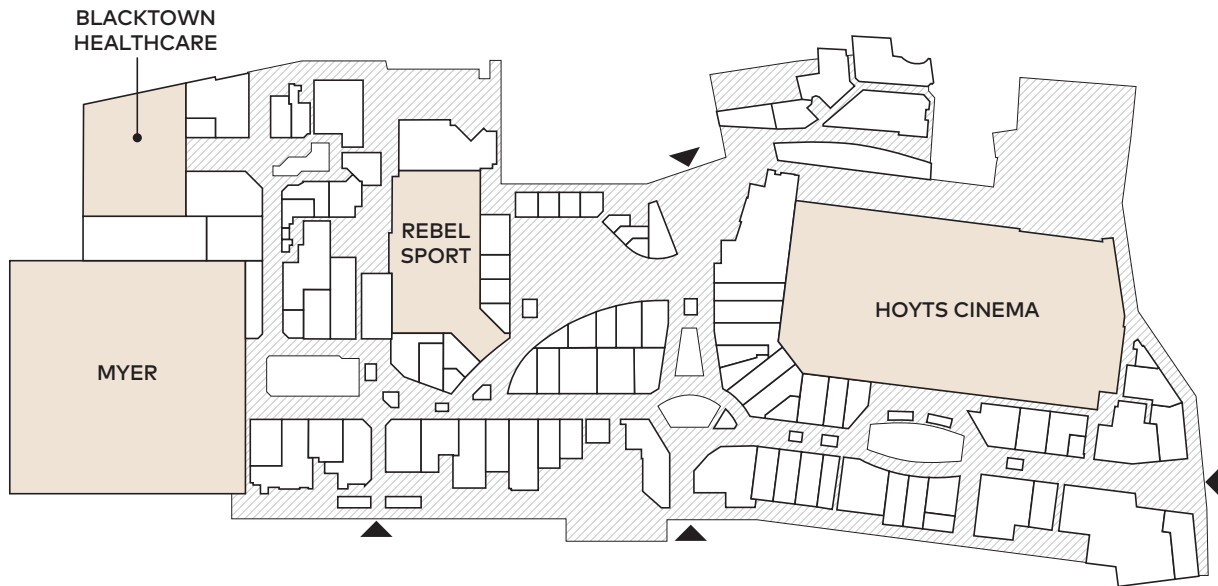 BLACKTOWN
HEALTHCARE
REBEL
SPORT
HOYTS CINEMA
MYER